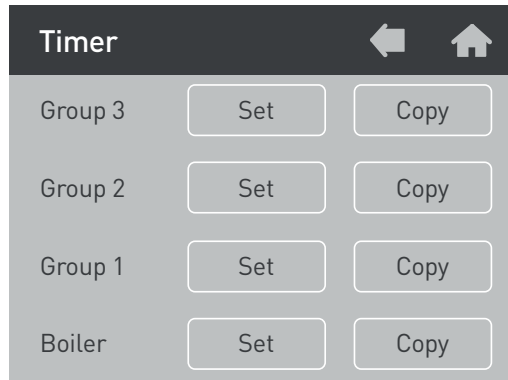 Timer
Group 3 Set Copy
Group 2 Set Copy
Group 1 Set Copy
Boiler Set Copy